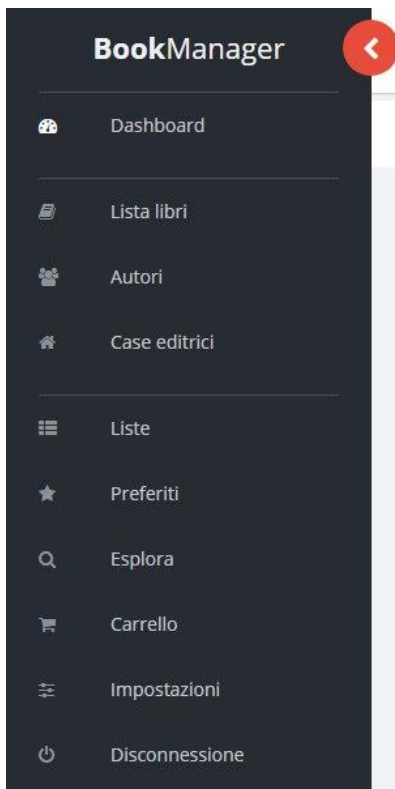 BookManager
Dashboard
Lista libri
Autori
Case editrici
Liste
Preferiti
Esplora
Carrello
Impostazioni
Disconnessione